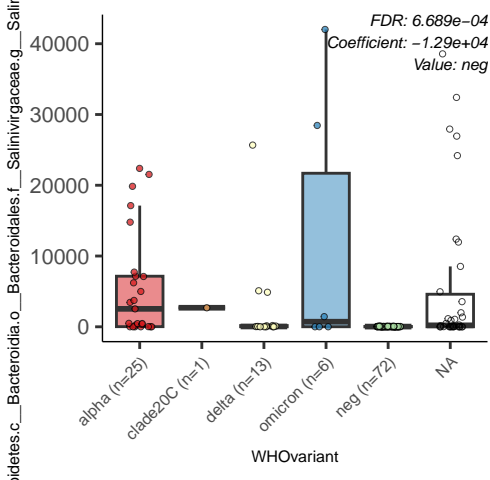 FDR: 6.689e−04
Coefficient: −1.29e+04
Value: neg
oidetes.c__Bacteroidia.o__Bacteroidales.f__Salinivirgaceae.g__Salin
40000
30000
20000
10000
0
alpha (n=25)
clade20C (n=1)
delta (n=13)
omicron (n=6)
neg (n=72)
NA
WHOvariant